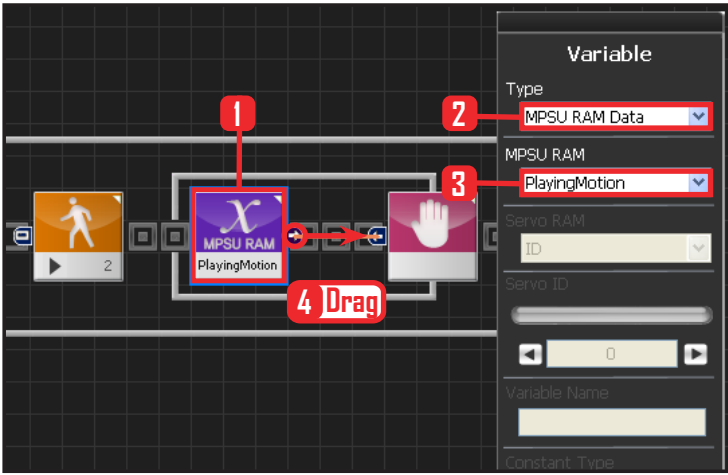 1
MPSU RAM
PlayingMotion
2
4 Drag
Variable
Type
2
MPSU RAM Data
MPSU RAM
3
PlayingMotion
Servo RAM
ID
Servo ID
0
Variable Name
Constant Type